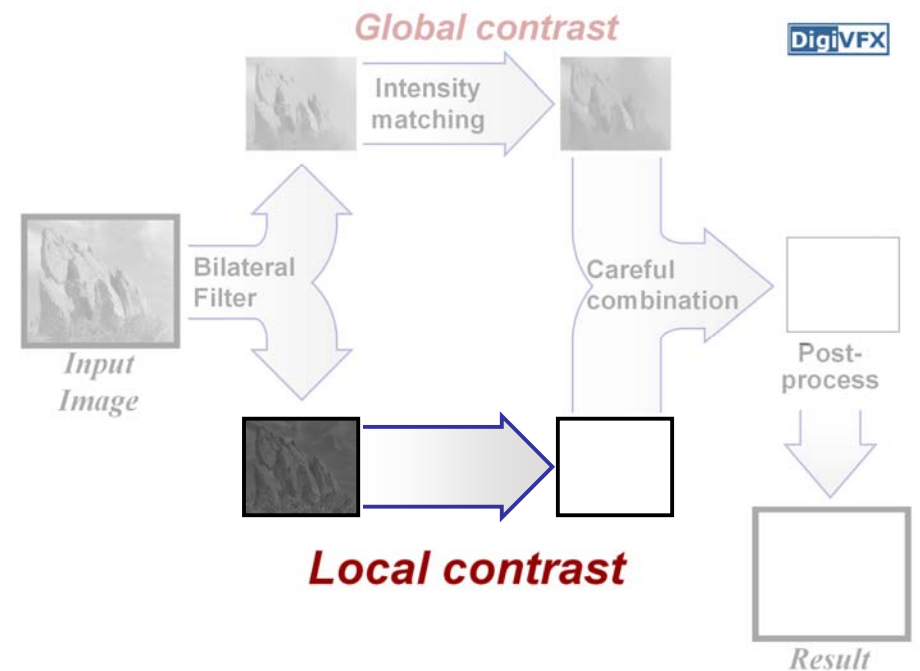 Global contrast
DigiVFX
Intensity
matching
Bilateral
Filter
Careful
combination
Input
Image
Post-
process
Local contrast
Result